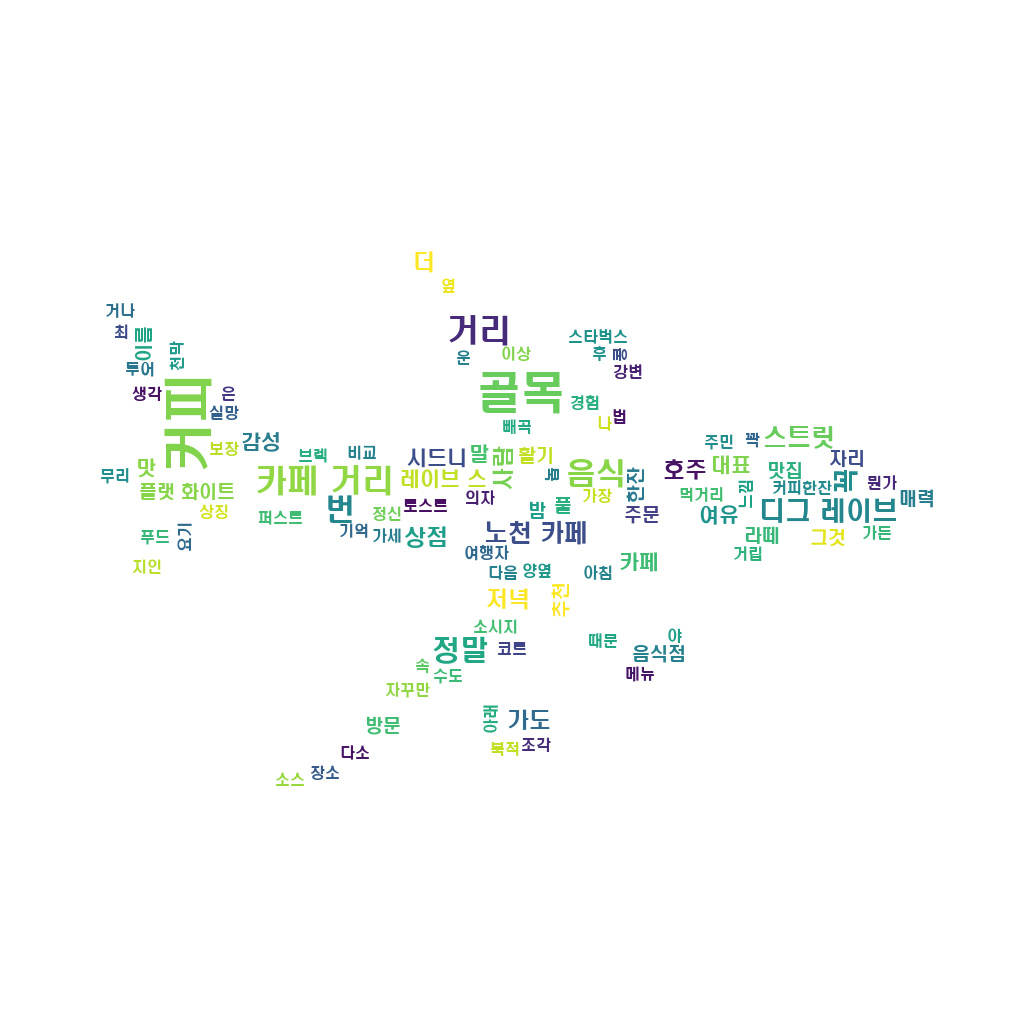 더
옆
거나
최
이름
천막
투어
생각
은
실망
커피
감성
보장
맛
무리
플랫 화이트
상징
푸드
요기
지인
거리
운
이상
스타벅스
후
강변
골목
경험
나
법
빼곡
브렉
비교
시드니
말
사람
활기
카페 거리
레이브 스
음식
한잔
퍼스트
번
정신
토스트
의자
밤
풀
가장
주문
기억
가세
상점
노천 카페
여행자
다음
양옆
아침
카페
주민
꽉
스트릿
호주
대표
맛집
자리
뭔가
먹거리
느낌
커피한잔
매력
여유
디그 레이브
라떼
거림
그것
가든
저녁
추천
소시지
정말
코트
때문
야
음식점
메뉴
속
수도
자꾸만
방문
아래
가도
북적
조각
다소
소스
장소